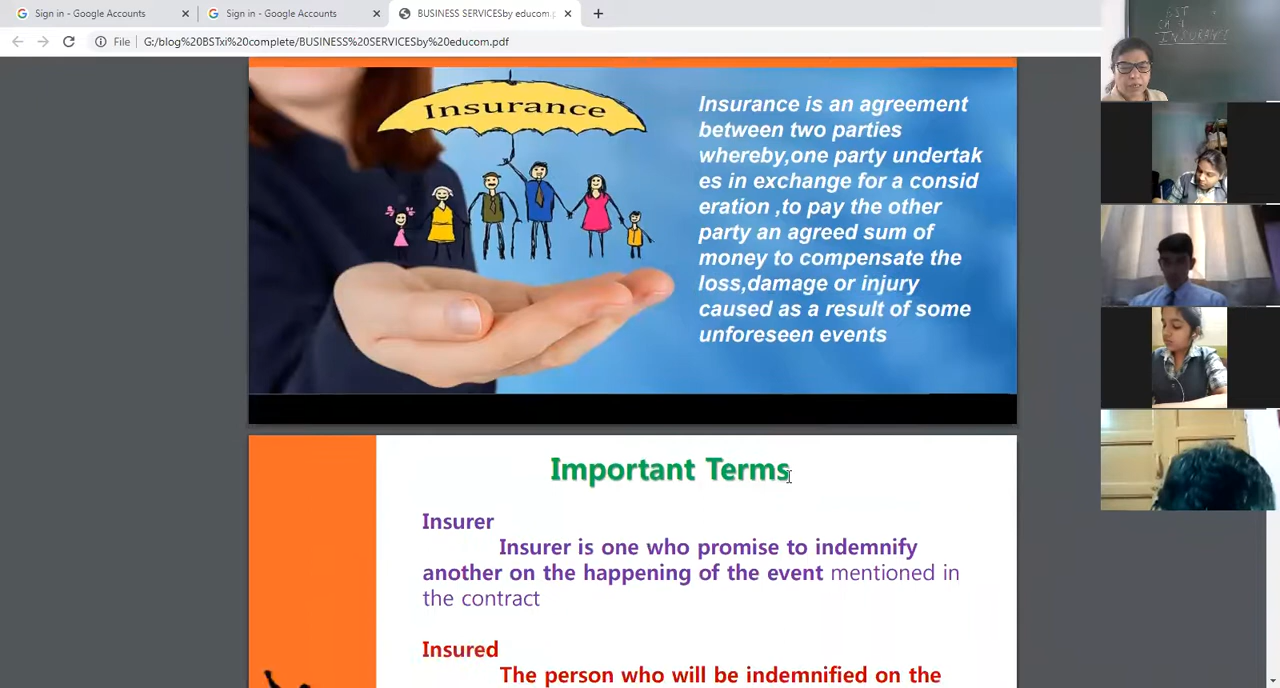 Sign in - Google Accounts
Sign in - Google Accounts
BUSINESS SERVICESby educom.p
File
G:/blog%20BSTxi%20complete/BUSINESS%20SERVICESby%20educom.pdf
BST
INSURANCE
Insurance
Insurance is an agreement
between two parties
whereby,one party undertak
es in exchange for a consid
eration ,to pay the other
party an agreed sum of
money to compensate the
loss,damage or injury
caused as a result of some
unforeseen events
Important Terms
Insurer
Insurer is one who promise to indemnify
another on the happening of the event mentioned in
the contract
Insured
The person who will be indemnified on the